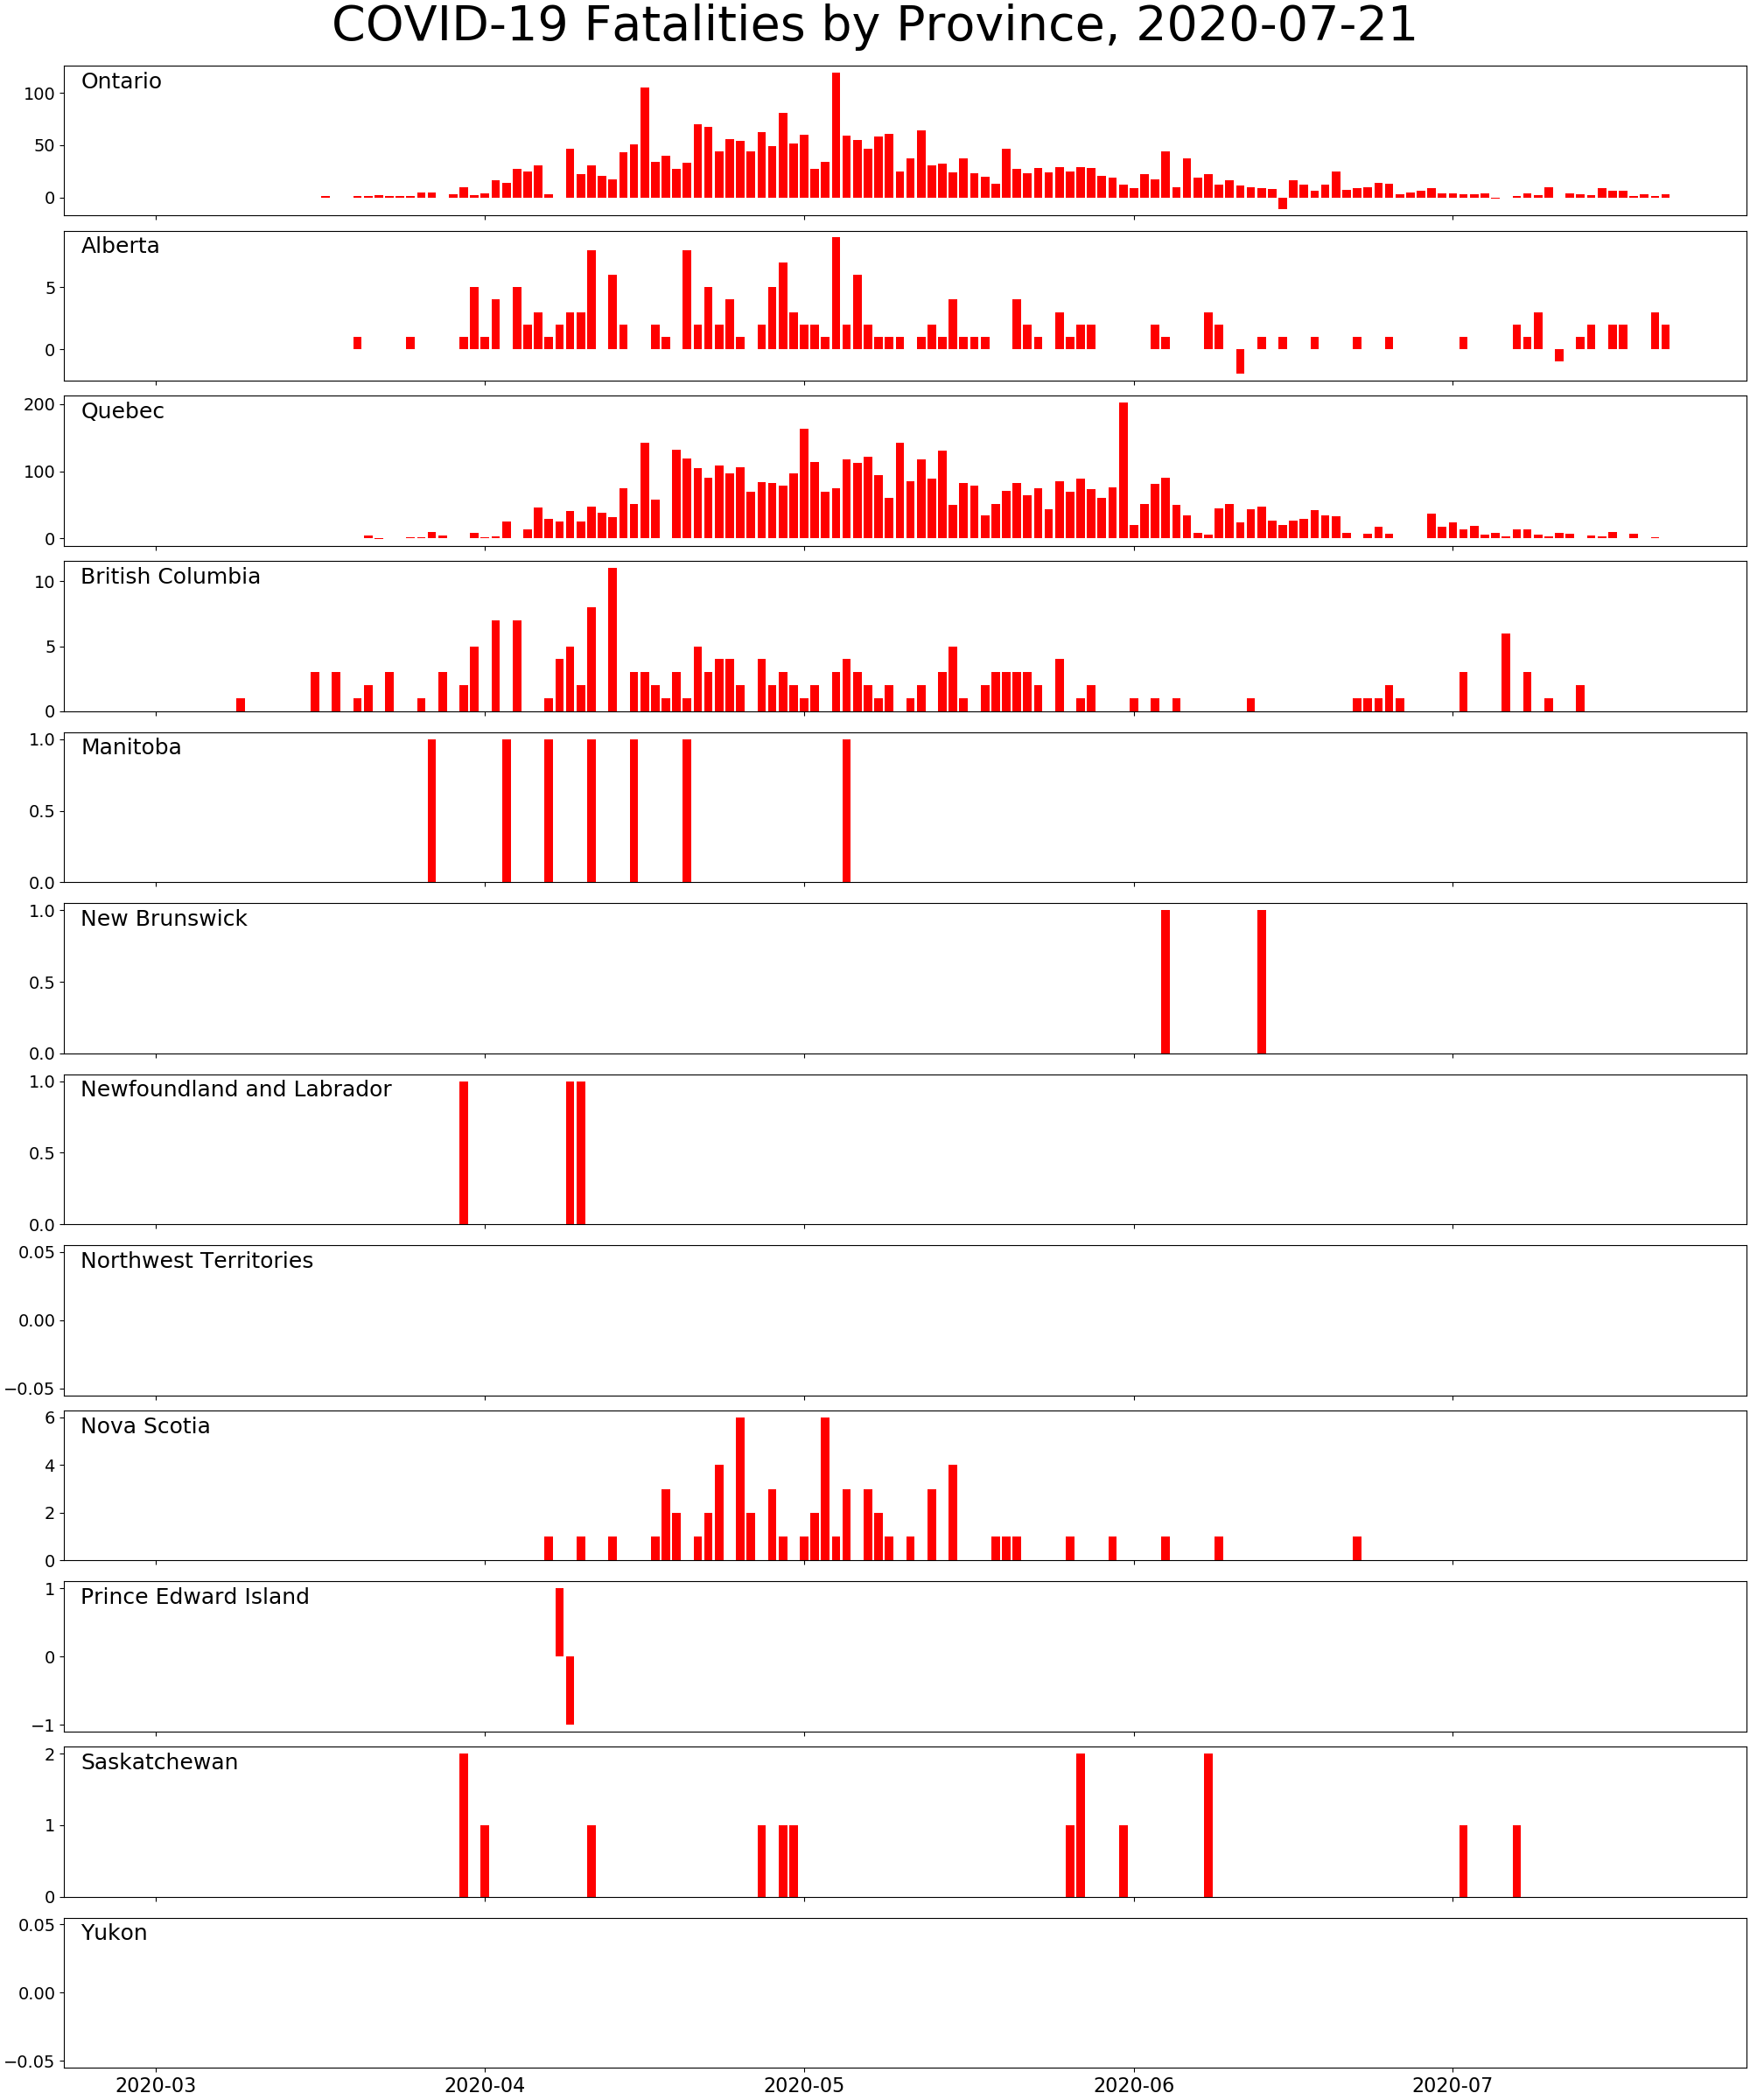 COVID-19 Fatalities by Province, 2020-07-21
Ontario
100
50
0
Alberta
5
0
Quebec
200
100
0
British Columbia
10
5
0
Manitoba
1.0
0.5
0.0
New Brunswick
1.0
0.5
0.0
Newfoundland and Labrador
1.0
0.5
0.0
Northwest Territories
0.05
0.00
−0.05
Nova Scotia
6
4
2
0
Prince Edward Island
1
0
−1
Saskatchewan
2
1
0
Yukon
0.05
0.00
−0.05
2020-03 2020-04 2020-05 2020-06 2020-07